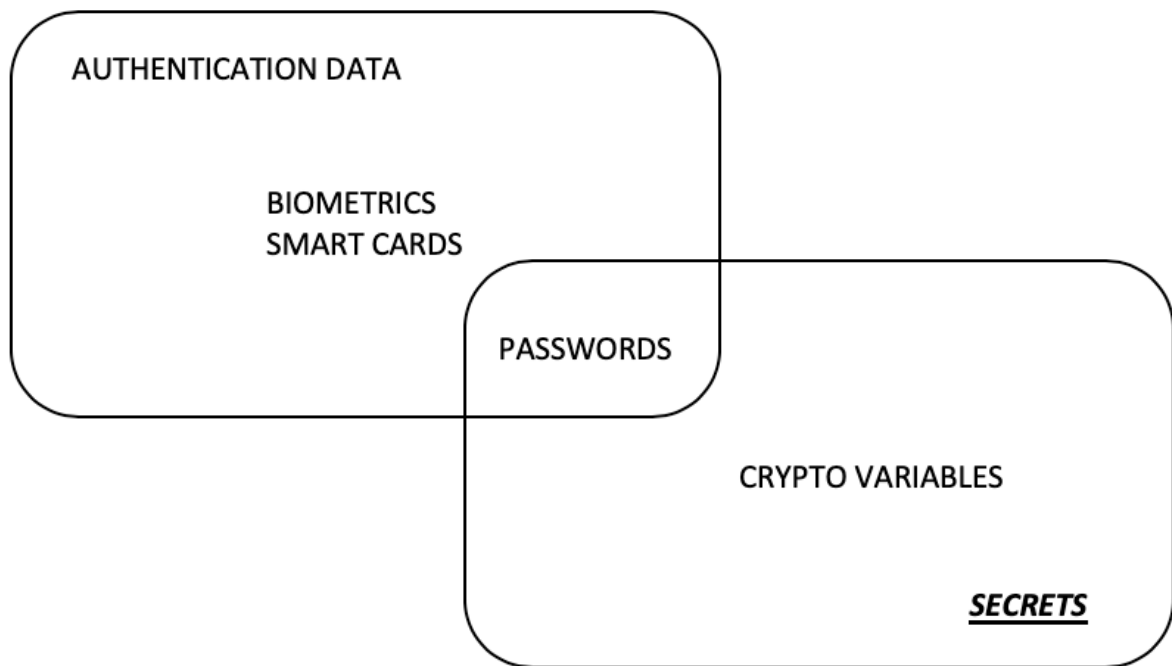 AUTHENTICATION DATA
BIOMETRICS
SMART CARDS
PASSWORDS
CRYPTO VARIABLES
SECRETS